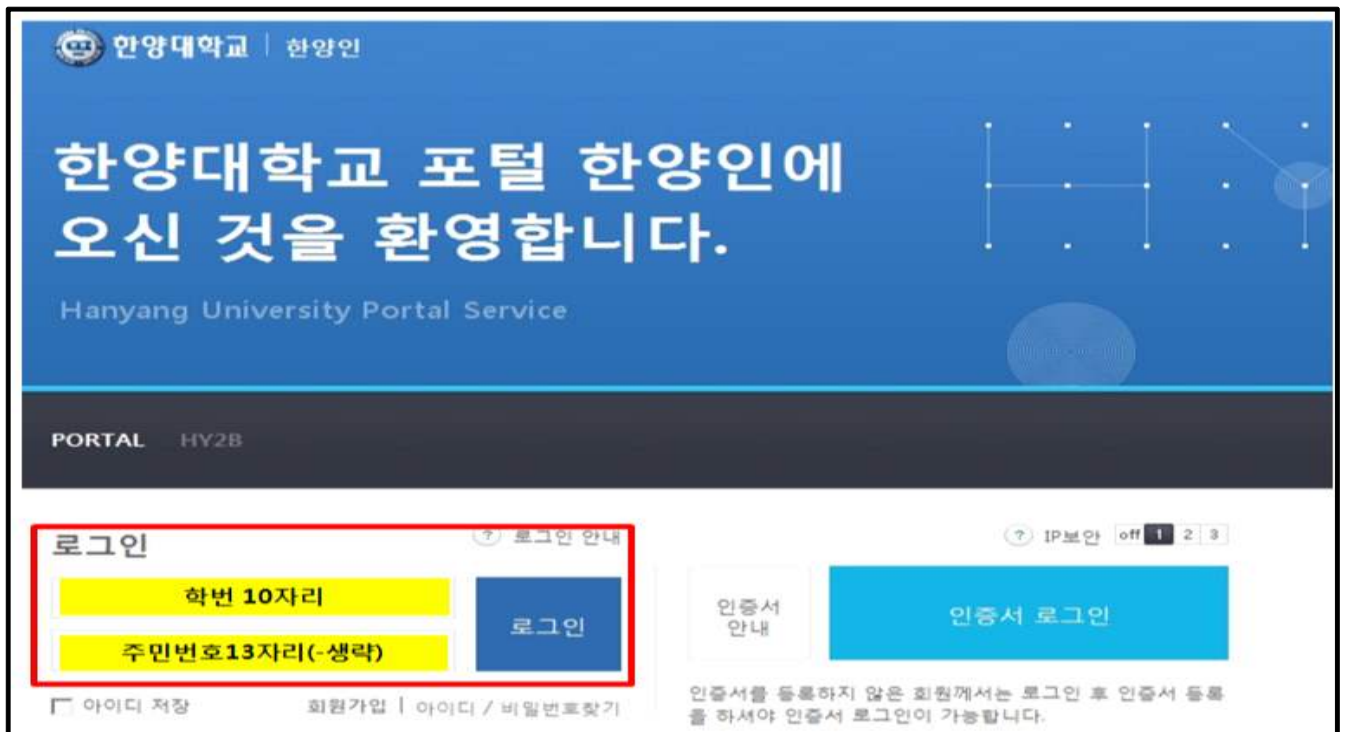 한양대학교 | 한양인
한양대학교 포털 한양인에
오신 것을 환영합니다.
Hanyang University Portal Service
PORTAL HY2B
로그인
? 로그인 안내
학번 10자리
주민번호13자리(-생략)
로그인
아이디 저장
회원가입 | 아이디 / 비밀번호찾기
? IP보안 off 1 2 3
인증서
안내
인증서 로그인
인증서를 등록하지 않은 회원께서는 로그인 후 인증서 등록
을 하셔야 인증서 로그인이 가능합니다.